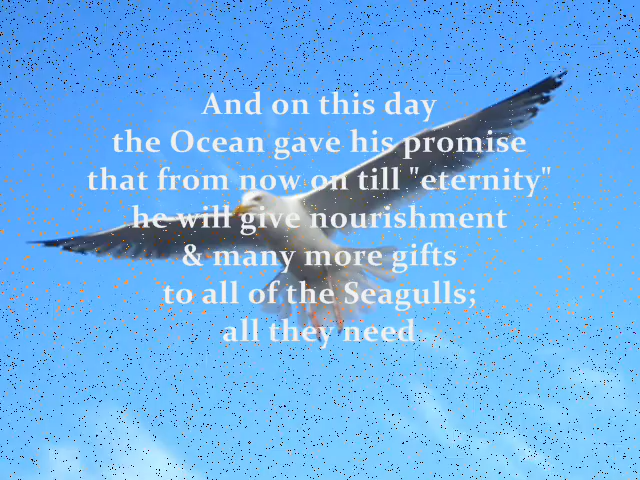 And on this day
the Ocean gave his promise
that from now on till "eternity"
he will give nourishment
& many more gifts
to all of the Seagulls;
all they need